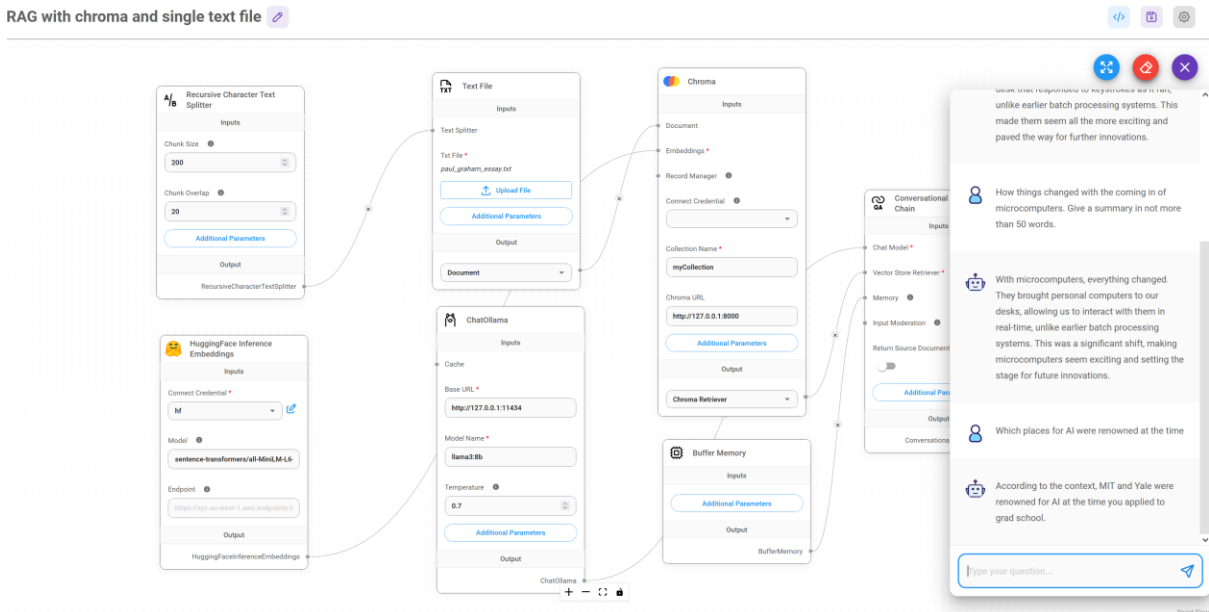 RAG with chroma and single text file
Recursive Character Text
Splitter
Inputs
Chunk Size
200
Chunk Overlap
20
Additional Parameters
Output
RecursiveCharacterTextSplitter
HuggingFace Inference
Embeddings
Inputs
Connect Credential *
hf
Model
sentence-transformers/all-MiniLM-L6-
Endpoint
https://xyz.eu-west-1.aws.endpoints.h
Output
HuggingFaceInferenceEmbeddings
TXT
Text File
Inputs
Text Splitter
Txt File *
paul_graham_essay.txt
Upload File
Additional Parameters
Output
Document
ChatOllama
Inputs
Cache
Base URL *
http://127.0.0.1:11434
Model Name *
llama3:8b
Temperature
0.7
Additional Parameters
Output
ChatOllama
Chroma
Inputs
Document
Embeddings *
Record Manager
Connect Credential
Collection Name *
myCollection
Chroma URL
http://127.0.0.1:8000
Additional Parameters
Output
Chroma Retriever
Buffer Memory
Inputs
Additional Parameters
Output
BufferMemory
QA
Conversational
Chain
Inputs
Chat Model *
Vector Store Retriever *
Memory
Input Moderation
Return Source Document
Additional Par
Output
Conversationa
desk that responded to keystrokes as it ran,
unlike earlier batch processing systems. This
made them seem all the more exciting and
paved the way for further innovations.
How things changed with the coming in of
microcomputers. Give a summary in not more
than 50 words.
With microcomputers, everything changed.
They brought personal computers to our
desks, allowing us to interact with them in
real-time, unlike earlier batch processing
systems. This was a significant shift, making
microcomputers seem exciting and setting the
stage for future innovations.
Which places for AI were renowned at the time
According to the context, MIT and Yale were
renowned for AI at the time you applied to
grad school.
Type your question...